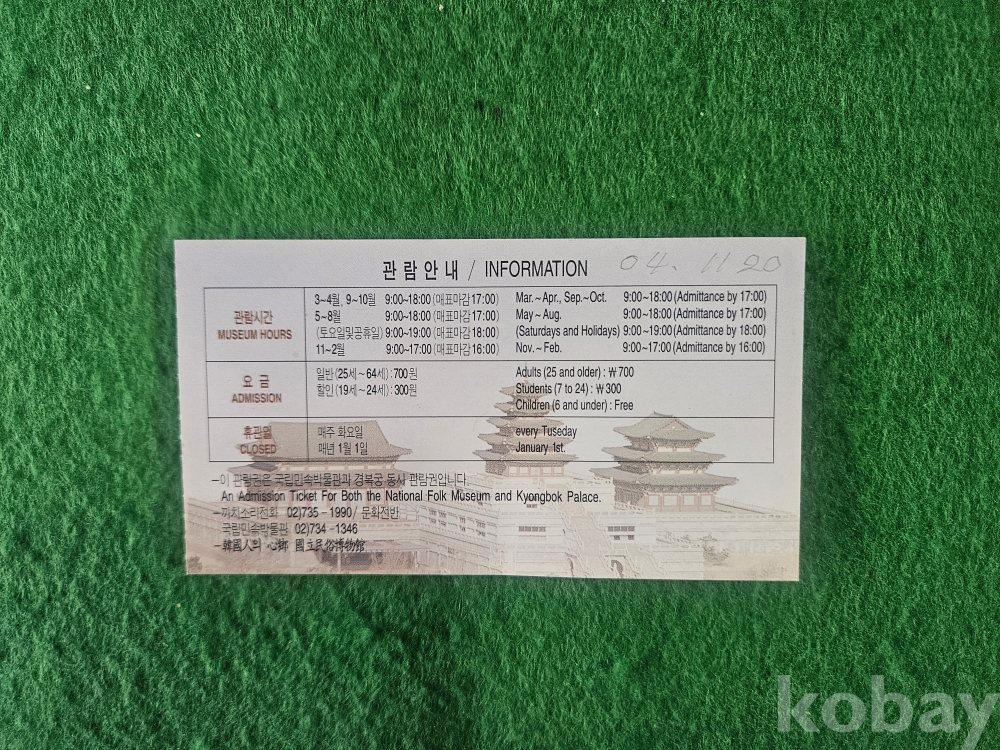 관람안내 / INFORMATION 04. 11 20
관람시간
MUSEUM HOURS
3~4월, 9~10월 9:00~18:00 (매표마감 17:00) Mar.~Apr., Sep.~Oct. 9:00~18:00 (Admittance by 17:00)
5~8월 9:00~18:00 (매표마감 17:00) May~Aug. 9:00~18:00 (Admittance by 17:00)
(토요일및공휴일) 9:00~19:00 (매표마감 18:00) (Saturdays and Holidays) 9:00~19:00 (Admittance by 18:00)
11~2월 9:00~17:00 (매표마감 16:00) Nov.~Feb. 9:00~17:00 (Admittance by 16:00)
요금
ADMISSION
일반(25세~64세) : 700원 Adults (25 and older) : ₩700
할인(19세~24세) : 300원 Students (7 to 24) : ₩300
Children (6 and under) : Free
휴관일
CLOSED
매주 화요일 every Tuseday
매년 1월 1일 January 1st.
–이 관람권은 국립민속박물관과 경복궁 동시 관람권입니다.
An Admission Ticket For Both the National Folk Museum and Kyongbok Palace.
–까치소리전화 02)735–1990/ 문화전반
국립민속박물관 02)734–1346
–韓國人의 心鄕 國立民俗博物館
kobay